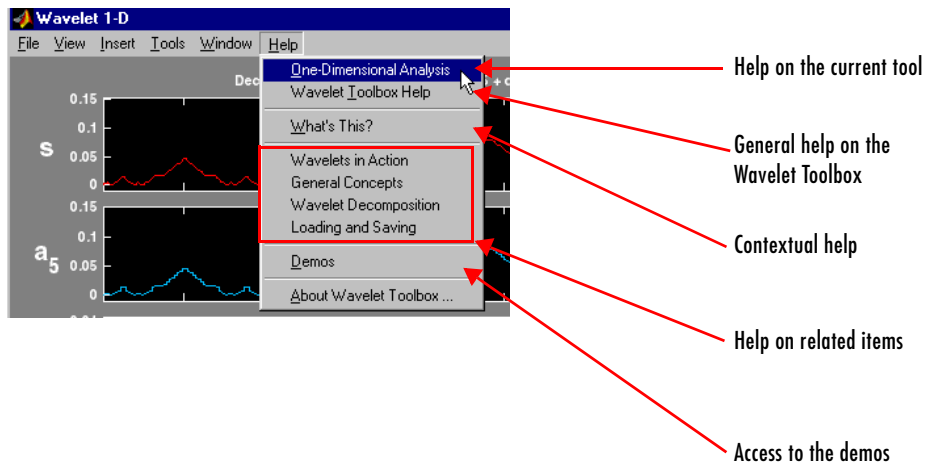 Wavelet 1-D
File View Insert Tools Window Help
Dec
s + c
0.15
0.1
s
0.05
0
0.15
0.1
a5
0.05
0
One-Dimensional Analysis
Wavelet Toolbox Help
What's This?
Wavelets in Action
General Concepts
Wavelet Decomposition
Loading and Saving
Demos
About Wavelet Toolbox ...
Help on the current tool
General help on the
Wavelet Toolbox
Contextual help
Help on related items
Access to the demos